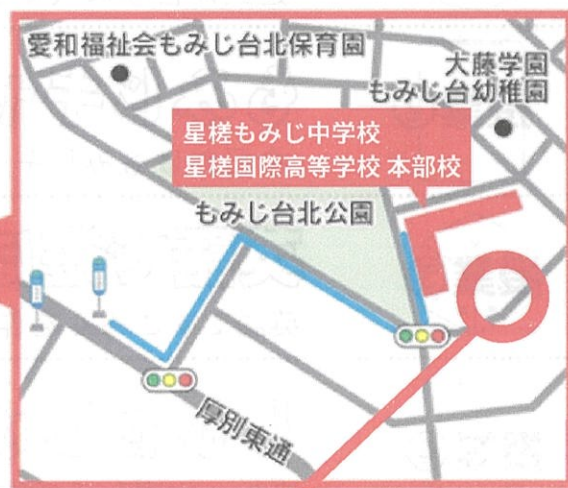 愛和福祉会もみじ台北保育園
大藤学園
もみじ台幼稚園
星槎もみじ中学校
星槎国際高等学校 本部校
もみじ台北公園
厚別東通